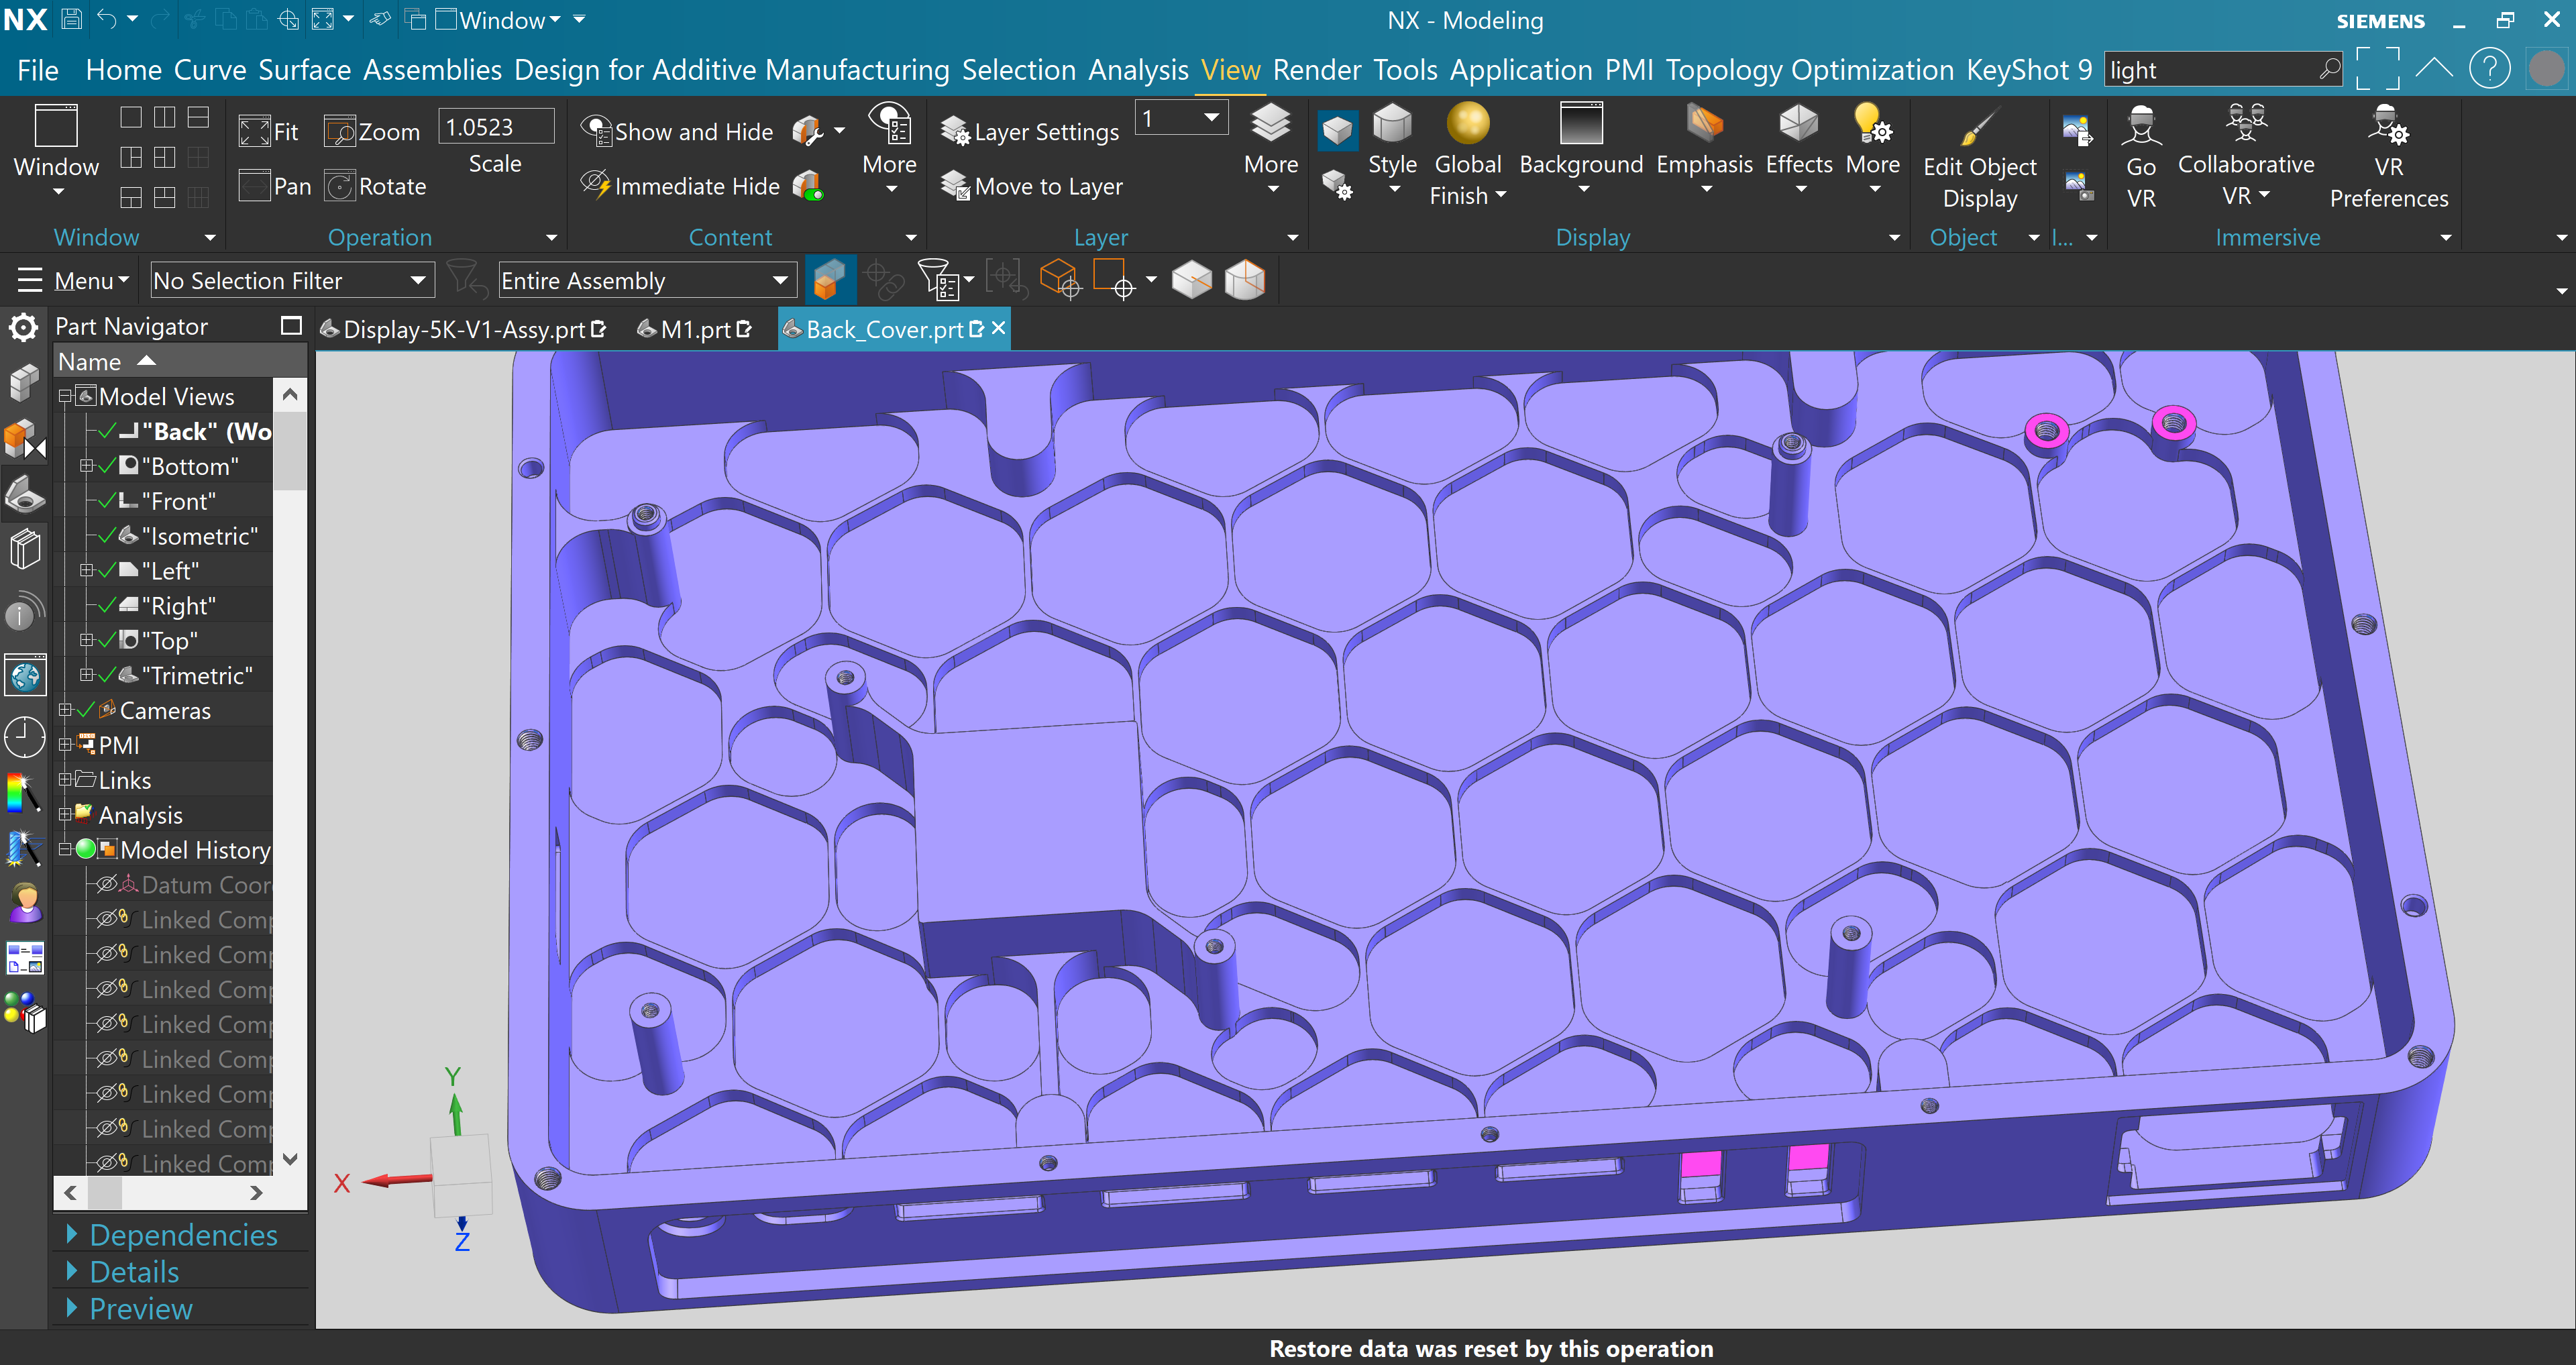 NX
Window
NX - Modeling
SIEMENS
File Home Curve Surface Assemblies Design for Additive Manufacturing Selection Analysis View Render Tools Application PMI Topology Optimization KeyShot 9
light
Window
Fit
Pan
Zoom
Rotate
1.0523
Scale
Show and Hide
Immediate Hide
More
Layer Settings
Move to Layer
1
More
Style
Global
Finish
Background
Emphasis
Effects
More
Edit Object
Display
Go
VR
Collaborative
VR
VR
Preferences
Window
Operation
Content
Layer
Display
Object
I...
Immersive
Menu
No Selection Filter
Entire Assembly
Part Navigator
Display-5K-V1-Assy.prt
M1.prt
Back_Cover.prt
Name
Model Views
"Back" (Wo
"Bottom"
"Front"
"Isometric"
"Left"
"Right"
"Top"
"Trimetric"
Cameras
PMI
Links
Analysis
Model History
Datum Coor
Linked Comp
Linked Comp
Linked Comp
Linked Comp
Linked Comp
Linked Comp
Linked Comp
Linked Comp
Dependencies
Details
Preview
Y
X
Z
Restore data was reset by this operation